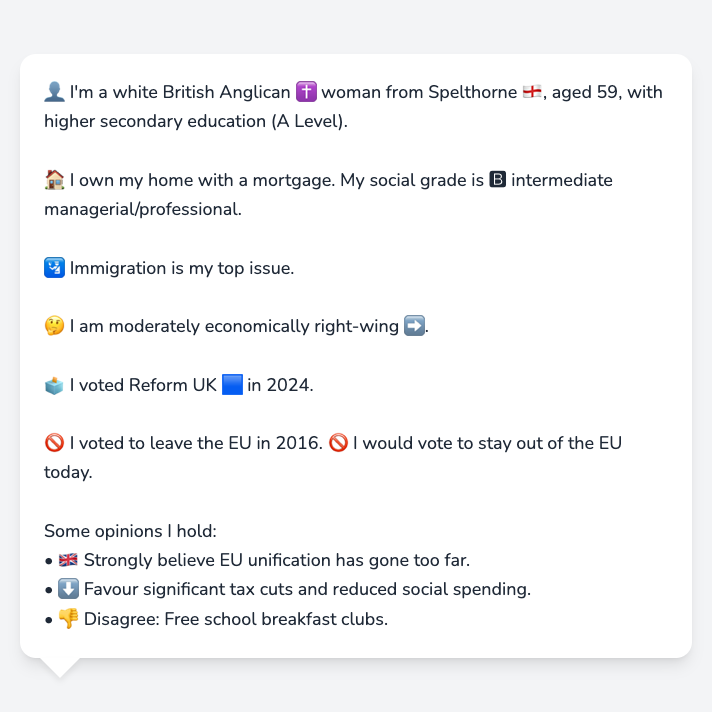 👤 I'm a white British Anglican ✝️ woman from Spelthorne 🏴󠁧󠁢󠁥󠁮󠁧󠁿, aged 59, with
higher secondary education (A Level).
🏠 I own my home with a mortgage. My social grade is 🅱 intermediate
managerial/professional.
🛂 Immigration is my top issue.
🤔 I am moderately economically right-wing ➡️.
🗳️ I voted Reform UK 🟦 in 2024.
🚫 I voted to leave the EU in 2016. 🚫 I would vote to stay out of the EU
today.
Some opinions I hold:
• 🇬🇧 Strongly believe EU unification has gone too far.
• ⬇️ Favour significant tax cuts and reduced social spending.
• 👎 Disagree: Free school breakfast clubs.